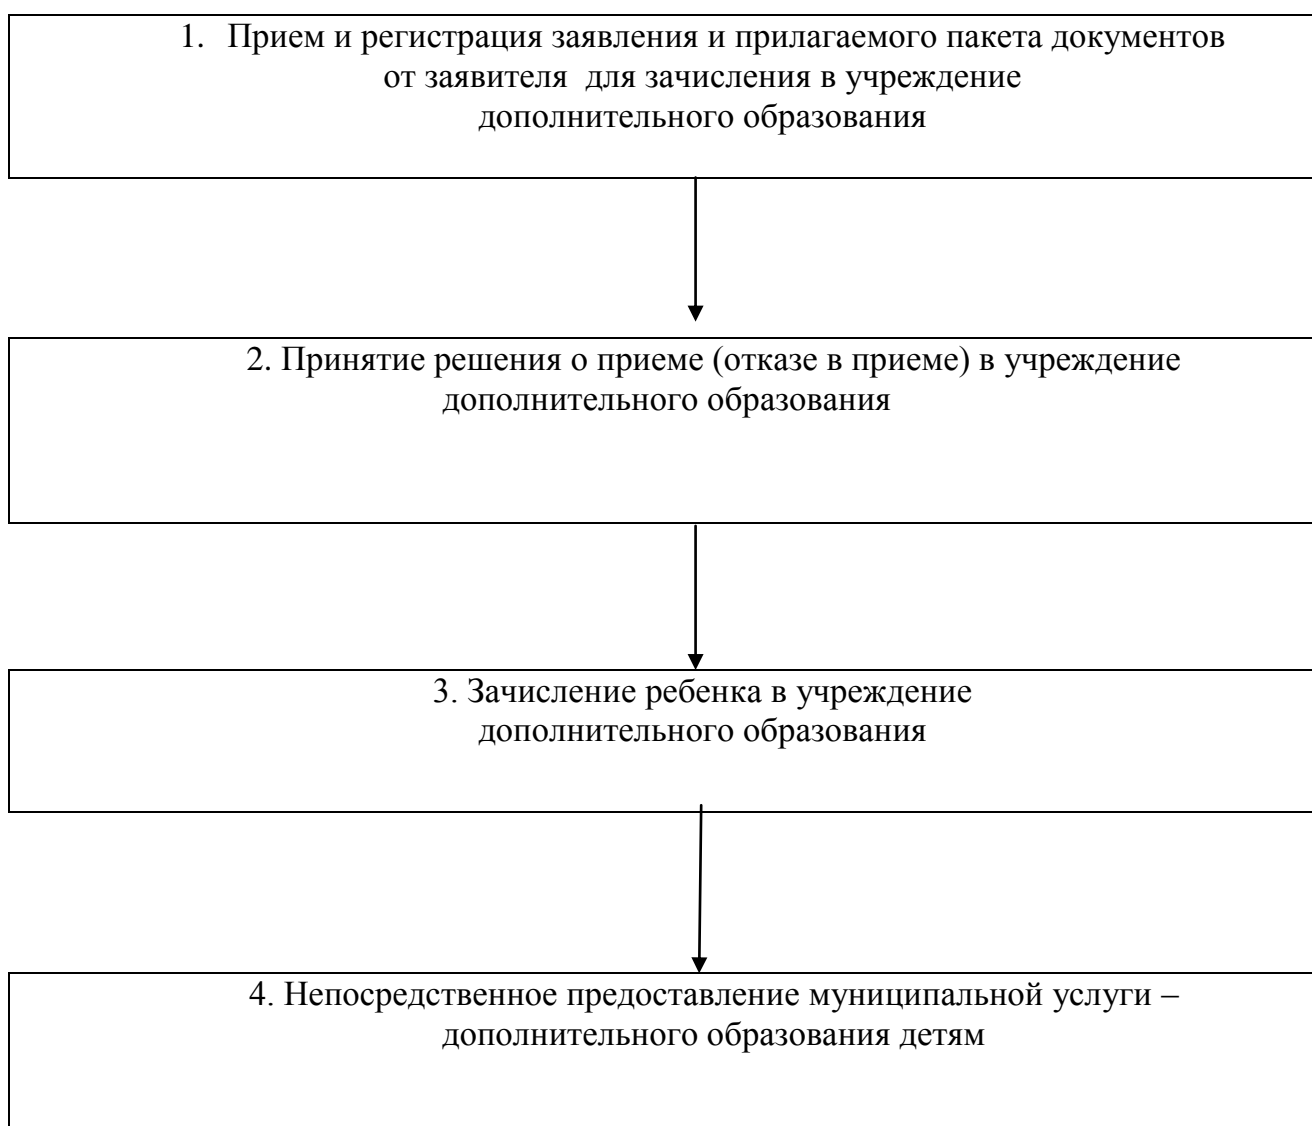 1. Прием и регистрация заявления и прилагаемого пакета документов
от заявителя для зачисления в учреждение
дополнительного образования
2. Принятие решения о приеме (отказе в приеме) в учреждение
дополнительного образования
3. Зачисление ребенка в учреждение
дополнительного образования
4. Непосредственное предоставление муниципальной услуги –
дополнительного образования детям